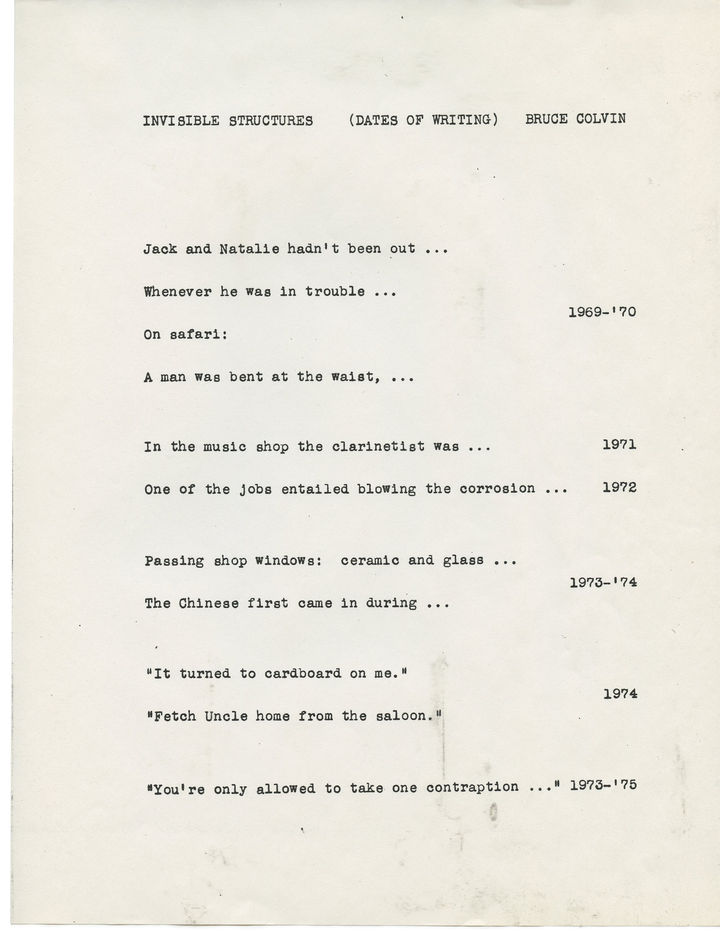 INVISIBLE STRUCTURES (DATES OF WRITING) BRUCE COLVIN
Jack and Natalie hadn't been out ...
Whenever he was in trouble ...
1969-'70
On safari:
A man was bent at the waist, ...
In the music shop the clarinetist was ... 1971
One of the jobs entailed blowing the corrosion ... 1972
Passing shop windows: ceramic and glass ...
1973-'74
The Chinese first came in during ...
"It turned to cardboard on me."
1974
"Fetch Uncle home from the saloon."
"You're only allowed to take one contraption ..." 1973-'75